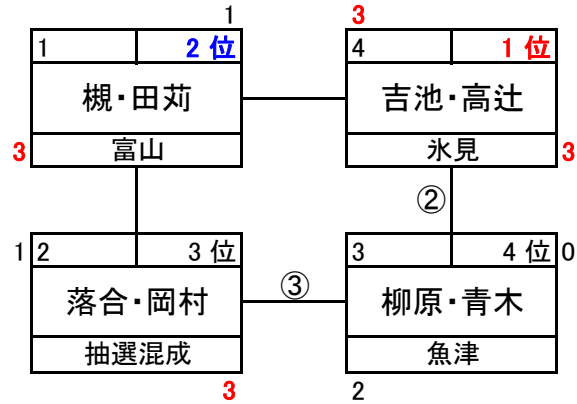 1 3
1 2 位 4 1 位
槻・田苅 吉池・高辻
3 富山 氷見 3
②
1 2 3 位 3 4 位 0
③
落合・岡村 柳原・青木
抽選混成 魚津
3 2